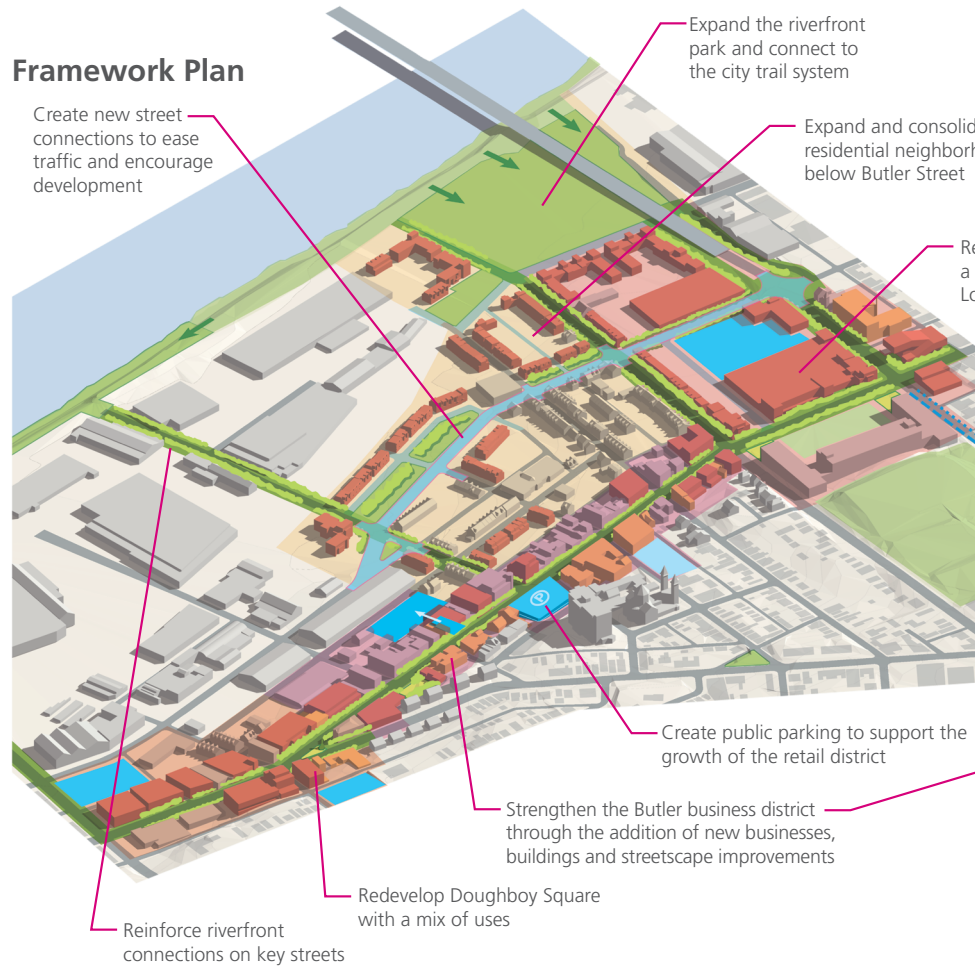 Framework Plan
Expand the riverfront
park and connect to
the city trail system
Create new street
connections to ease
traffic and encourage
development
Expand and consolid
residential neighborh
below Butler Street
Re
a
Lo
P
Create public parking to support the
growth of the retail district
Strengthen the Butler business district
through the addition of new businesses,
buildings and streetscape improvements
Redevelop Doughboy Square
with a mix of uses
Reinforce riverfront
connections on key streets